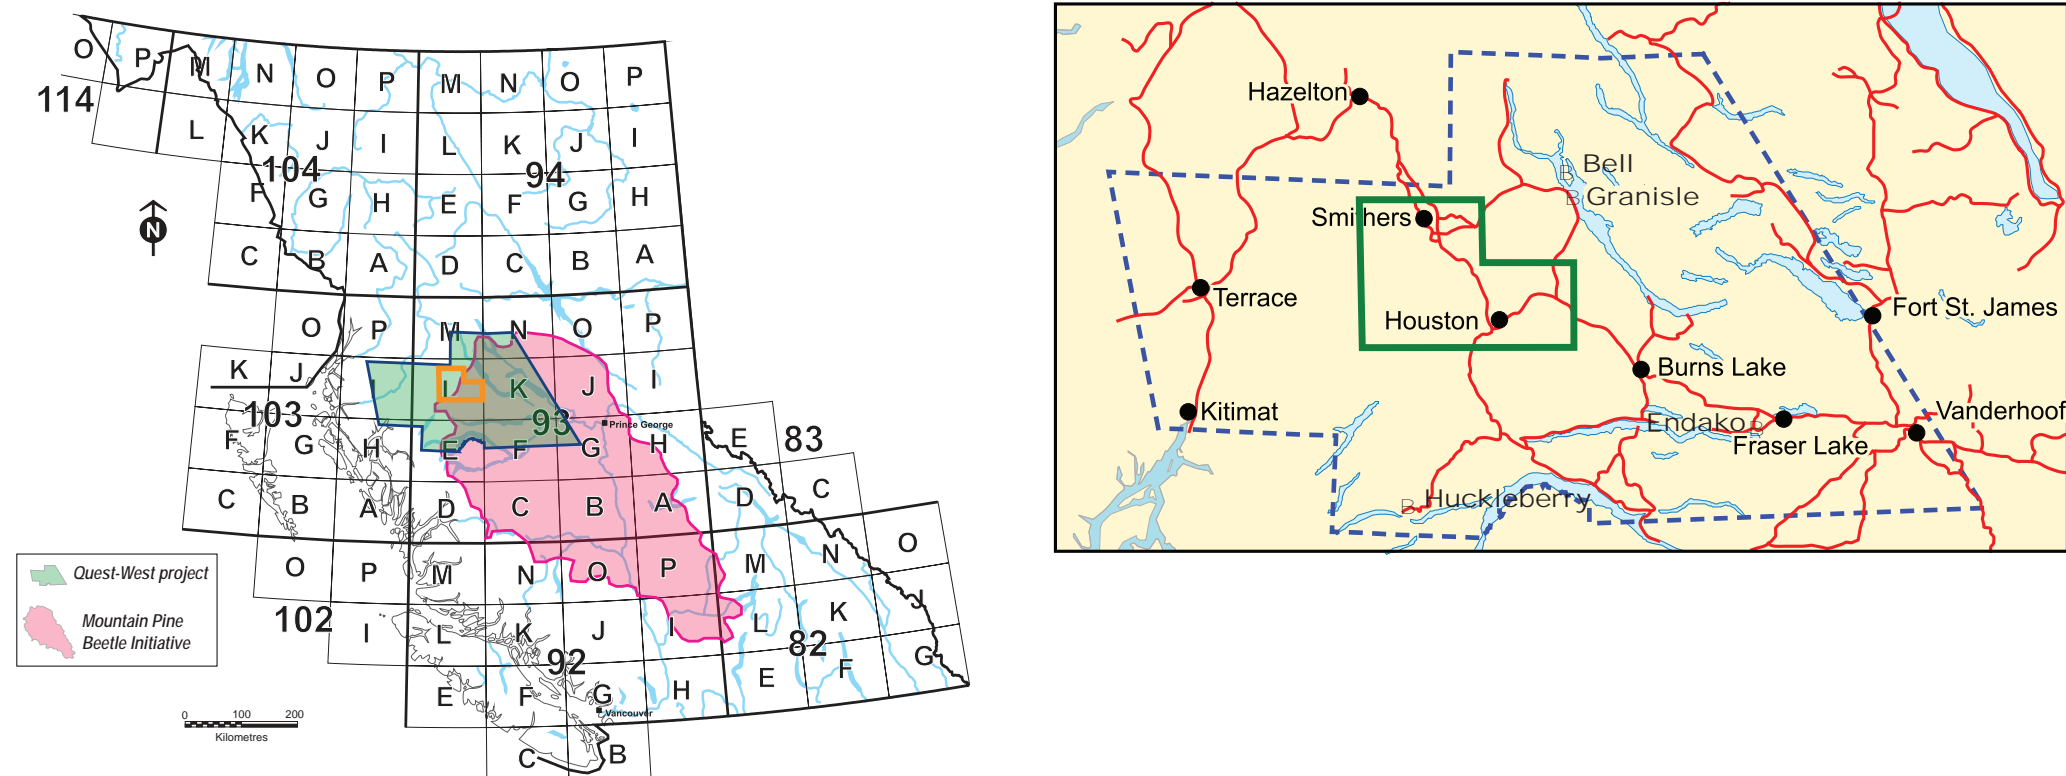 O P M N O P M N O P
114
L K J I L K J I
104 94
F G H E F G H
N
C B A D C B A
O P M N O P
K J I L K J I
103 93
Prince George
F G H E F G H E 83
C B A D C B A D C
Quest-West project
Mountain Pine
Beetle Initiative
O P M N O P M N O
102 I L K J I L K J
92 82
E F G H E F G
Vancouver
0 100 200
Kilometres
C B
Hazelton
B Bell
B Granisle
Smithers
Terrace
Houston
Fort St. James
Burns Lake
Kitimat
Endako B
Vanderhoof
Fraser Lake
B Huckleberry